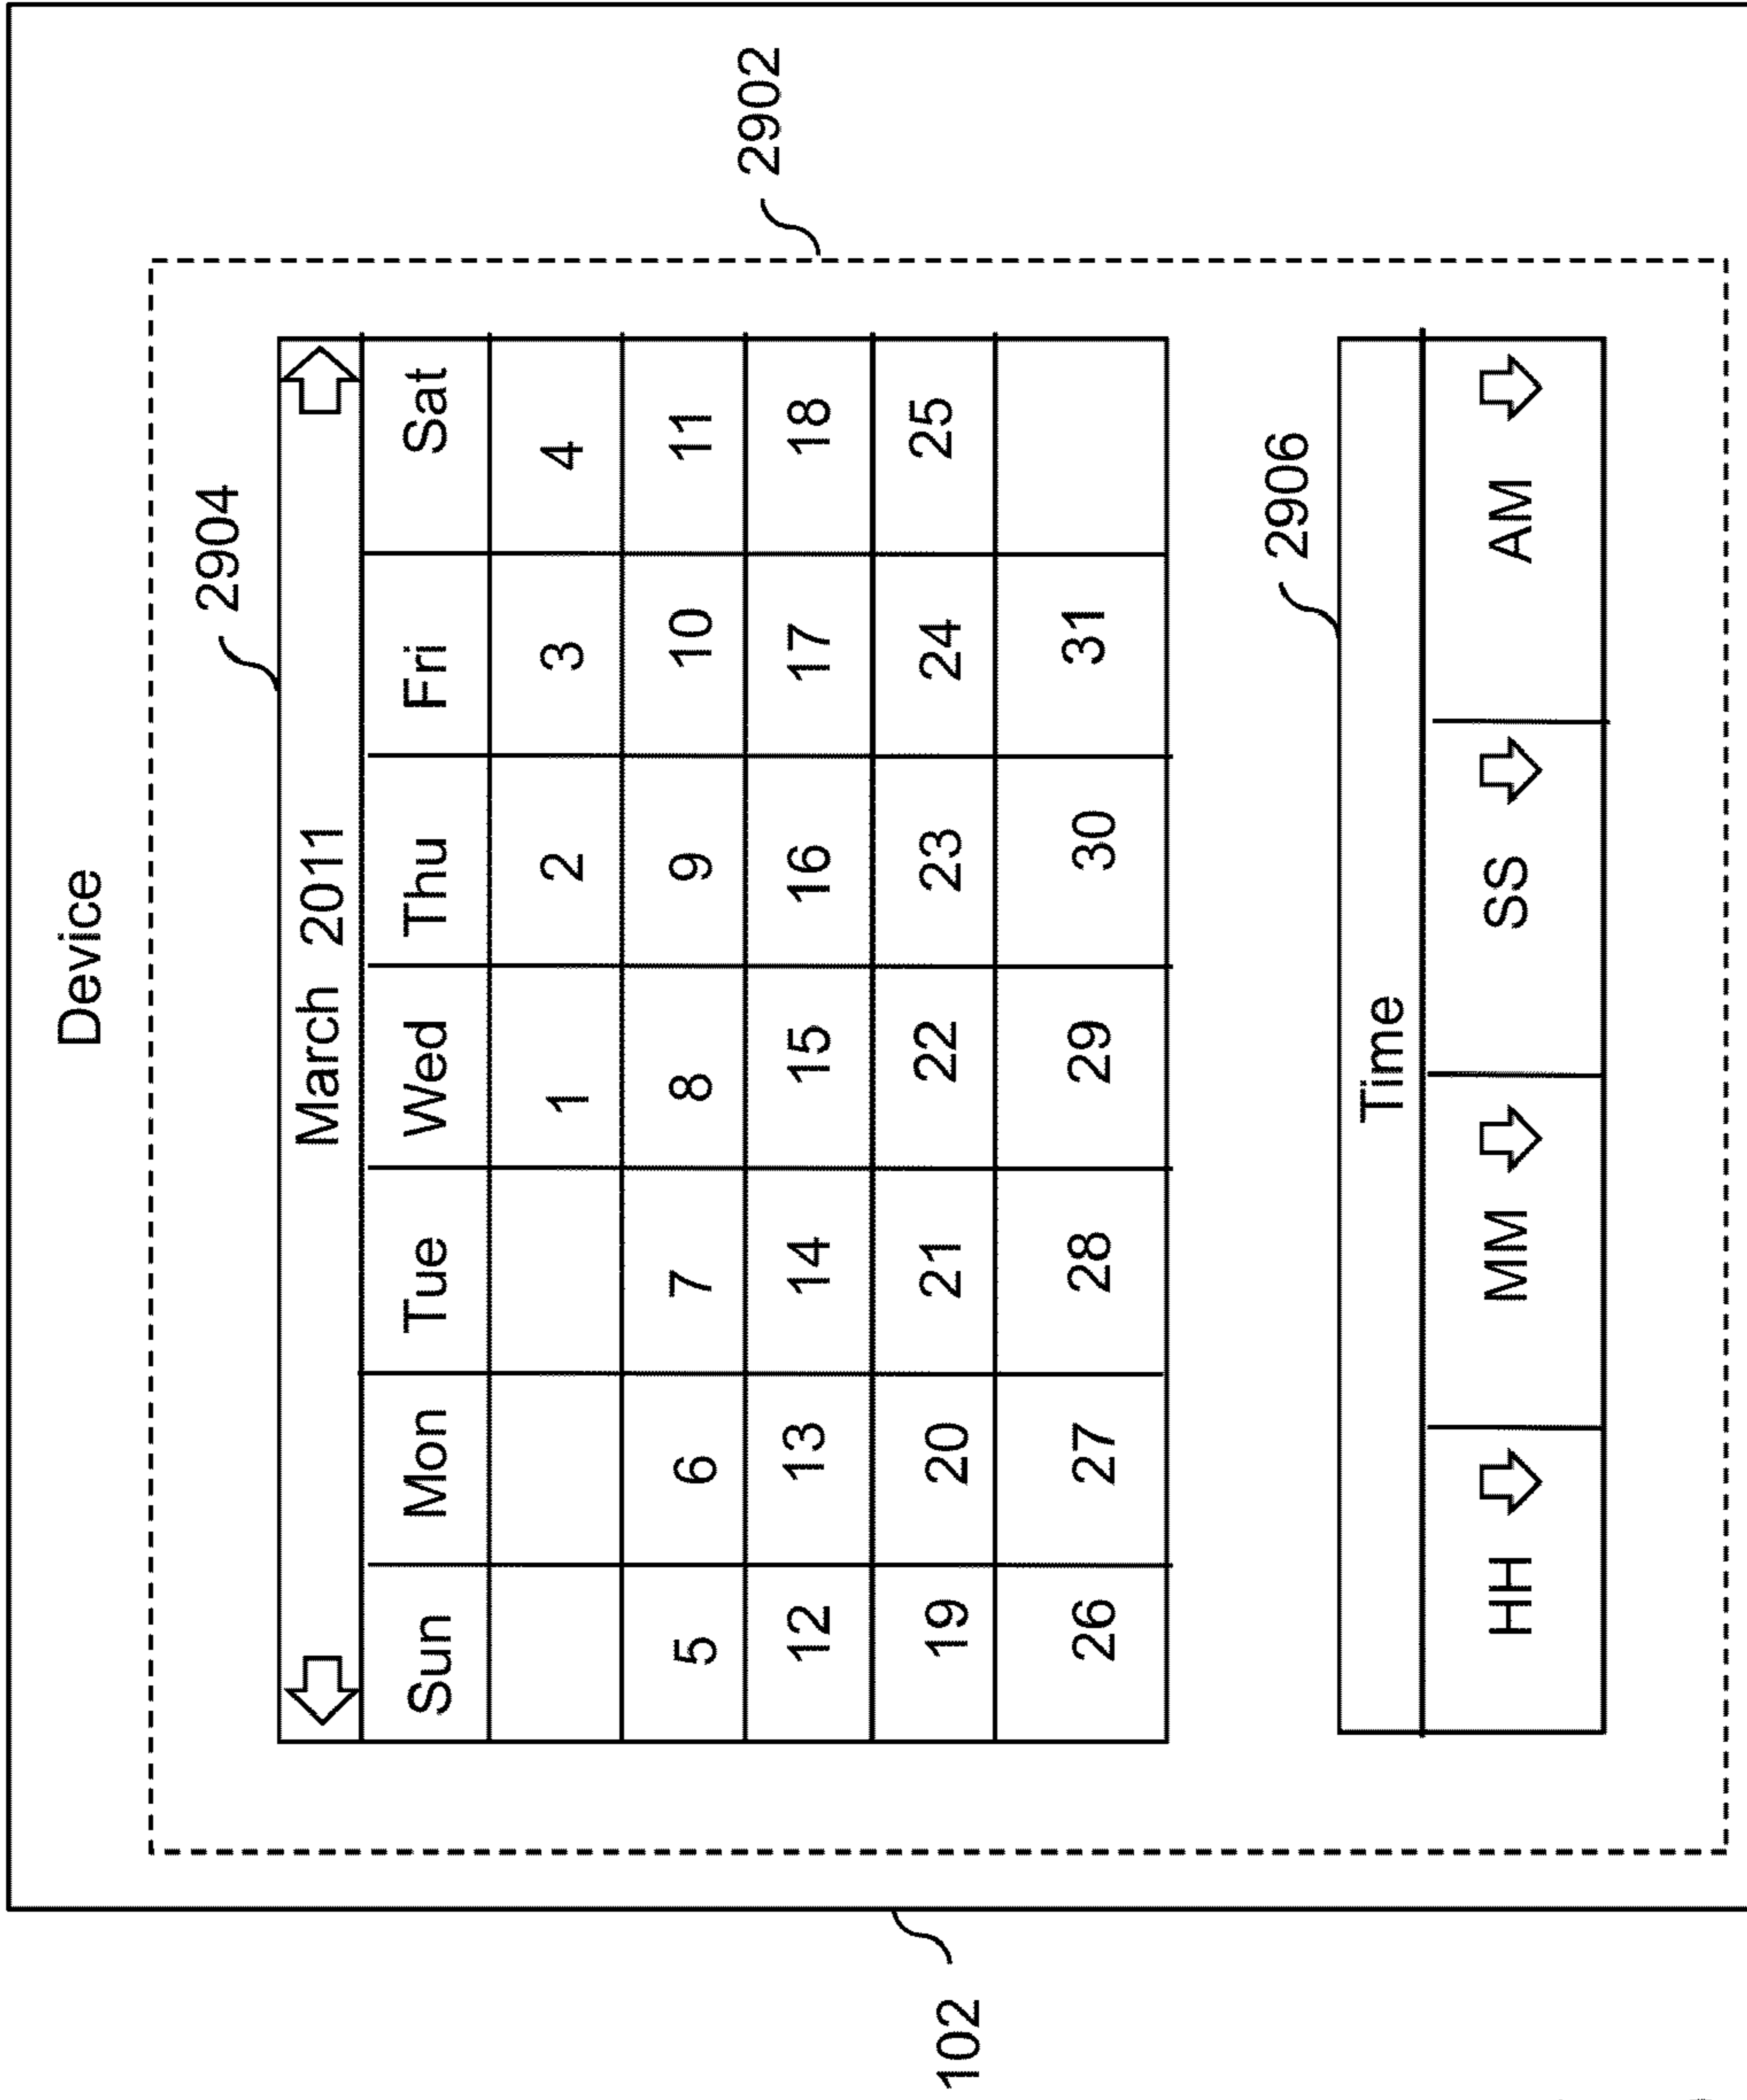 Device
2904
March 2011
Sun Mon Tue Wed Thu Fri Sat
1 2 3 4
5 6 7 8 9 10 11
12 13 14 15 16 17 18
19 20 21 22 23 24 25
26 27 28 29 30 31
2902
102
2906
Time
HH MM SS AM